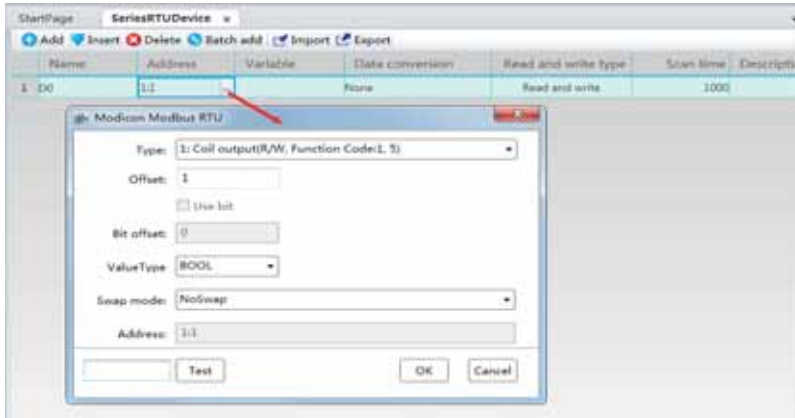 StartPage SeriesRTUDevice x
Add Insert Delete Batch add Import Export
Name Address Variable Data conversion Read and write type Scan time Descripti
1 D0 1:1 None Read and write 1000
Modicon Modbus RTU
Type: 1: Coil output(R/W, Function Code:1, 5)
Offset: 1
Use bit
Bit offset: 0
ValueType BOOL
Swap mode: NoSwap
Address: 1:1
Test OK Cancel